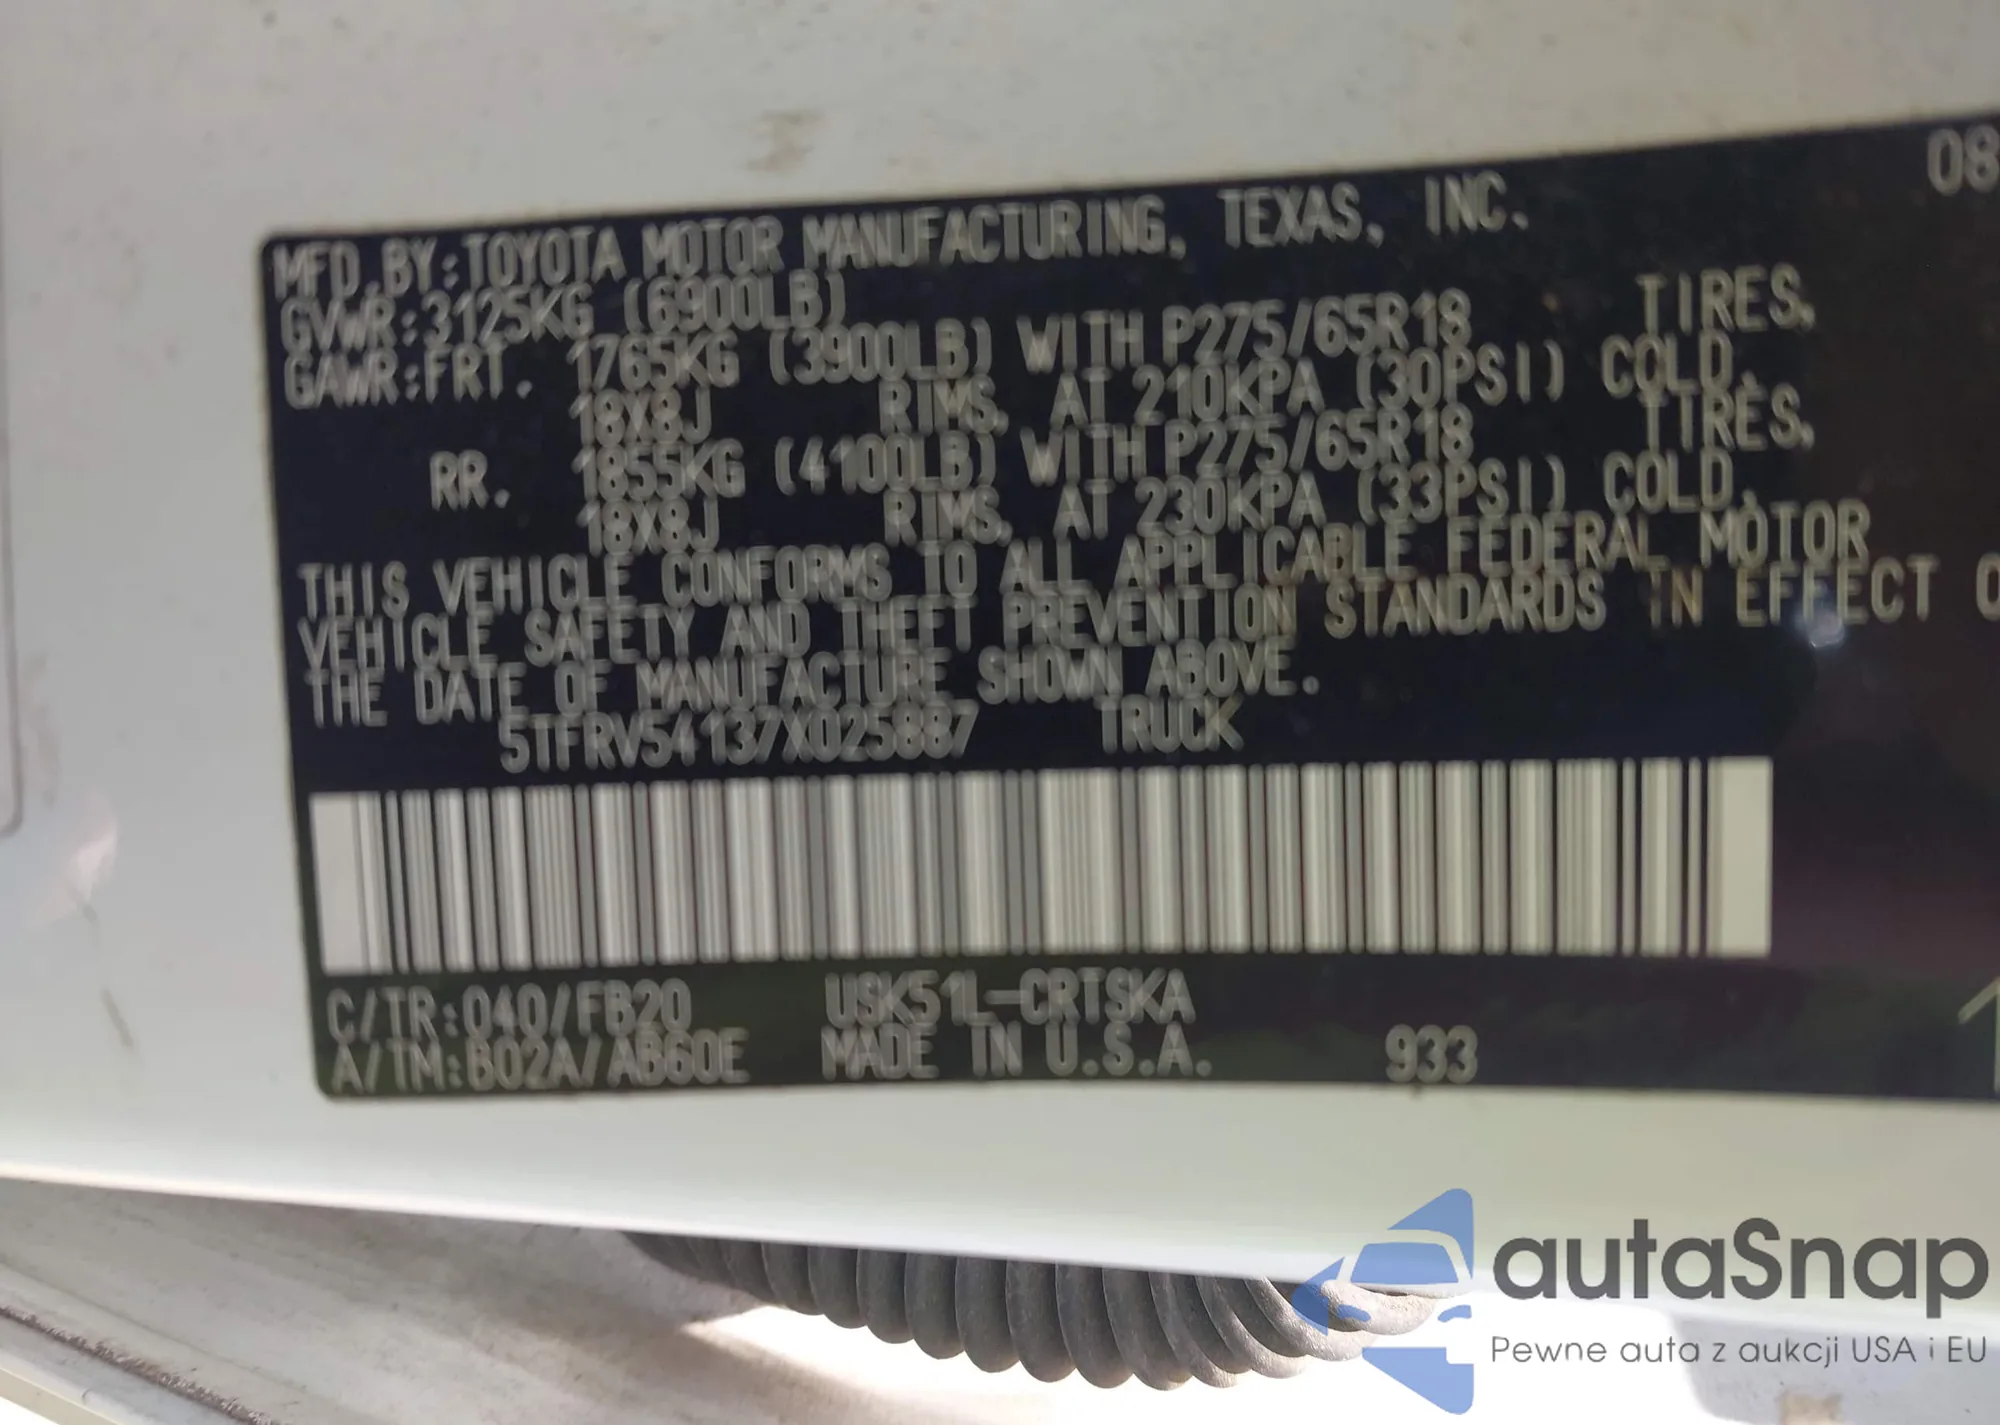 08
MFD.BY:TOYOTA MOTOR MANUFACTURING, TEXAS, INC.
GVWR:3125KG (6900LB)
GAWR:FRT. 1765KG (3900LB) WITH P275/65R18 TIRES,
18X8J RIMS, AT 210KPA (30PSI) COLD.
RR. 1855KG (4100LB) WITH P275/65R18 TIRES,
18X8J RIMS, AT 230KPA (33PSI) COLD.
THIS VEHICLE CONFORMS TO ALL APPLICABLE FEDERAL MOTOR
VEHICLE SAFETY AND THEFT PREVENTION STANDARDS IN EFFECT O
THE DATE OF MANUFACTURE SHOWN ABOVE.
5TFRV54137X025887 TRUCK
C/TR:040/FB20 USK51L-CRTSKA
A/TM:B02A/AB60E MADE IN U.S.A. 933
autaSnap
Pewne auta z aukcji USA i EU